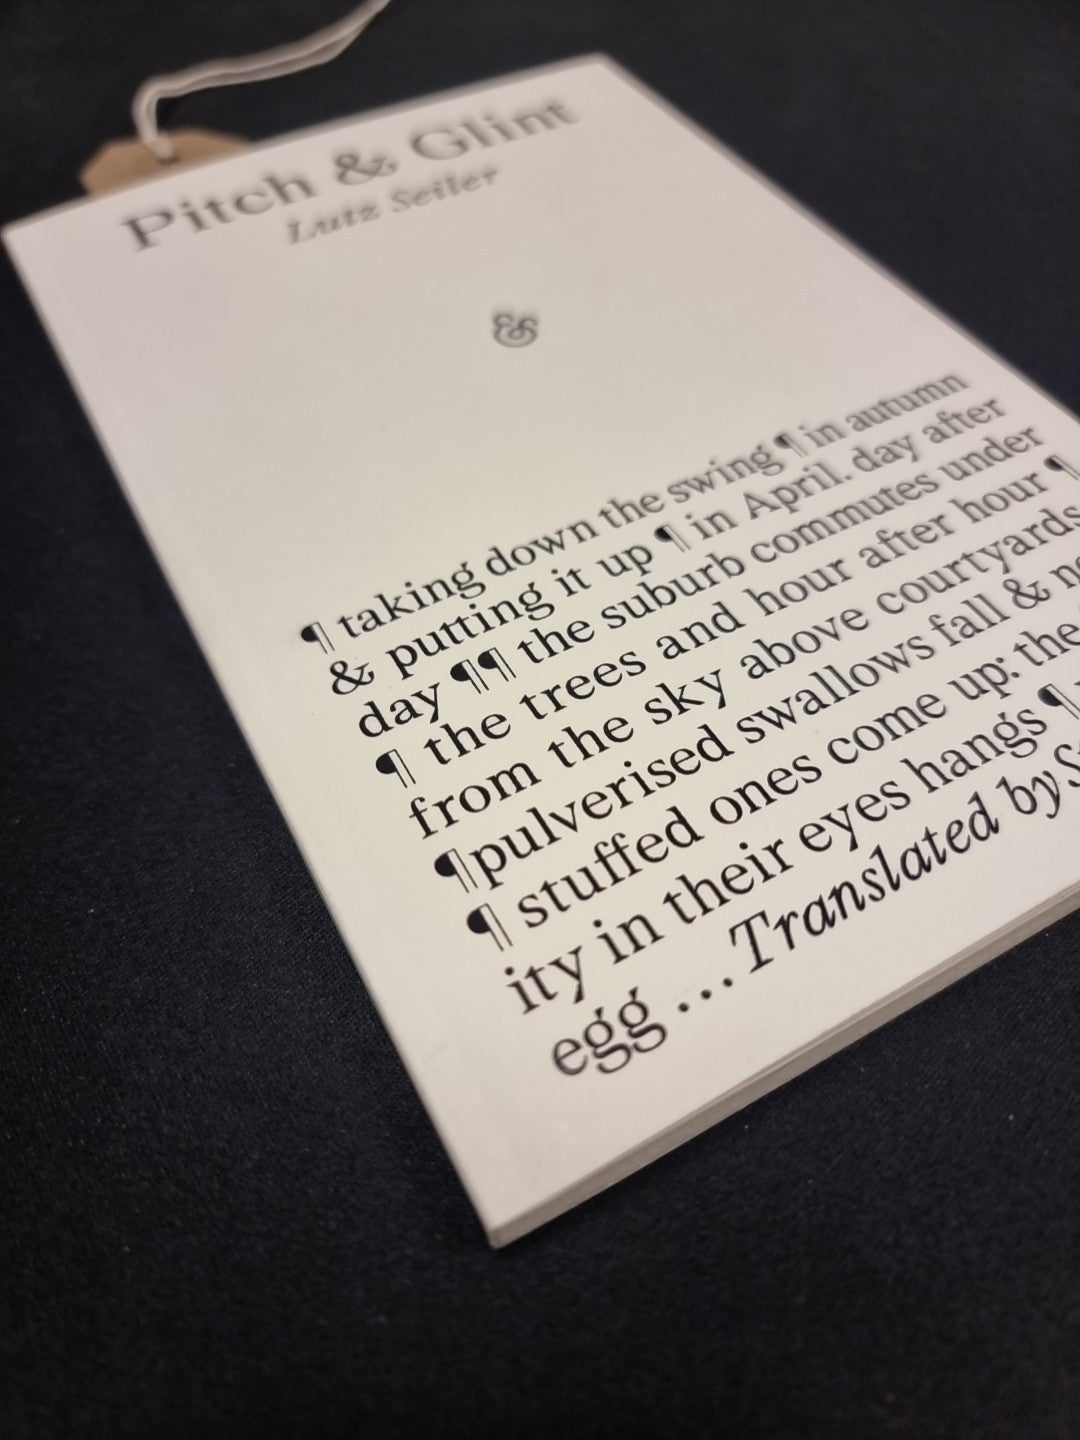 Pitch & Glint
Lutz Seiler
&
¶ taking down the swing ¶ in autumn
& putting it up ¶ in April. day after
day ¶¶ the suburb commutes under
¶ the trees and hour after hour ¶
from the sky above courtyards
¶ pulverised swallows fall &
¶ stuffed ones come up: the
ity in their eyes hangs ¶
egg ... Translated by